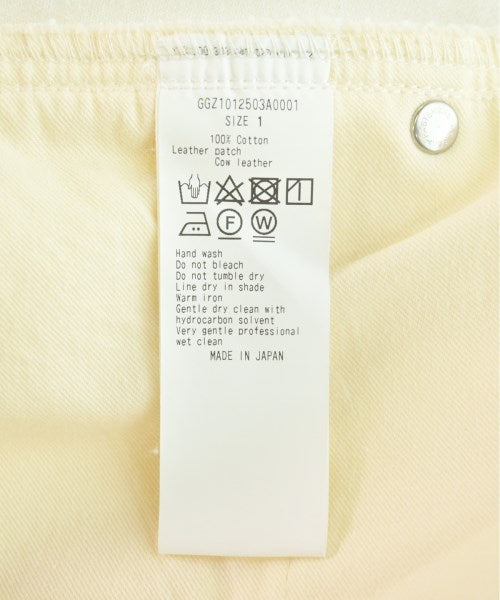 GGZ1012503A0001
SIZE 1
100% Cotton
Leather patch
Cow leather
F
W
Hand wash
Do not bleach
Do not tumble dry
Line dry in shade
Warm iron
Gentle dry clean with
hydrocarbon solvent
Very gentle professional
wet clean
MADE IN JAPAN